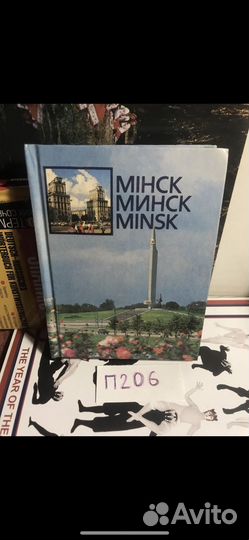 МІНСК
МИНСК
MINSK
П206
THE YEAR OF THE
Avito